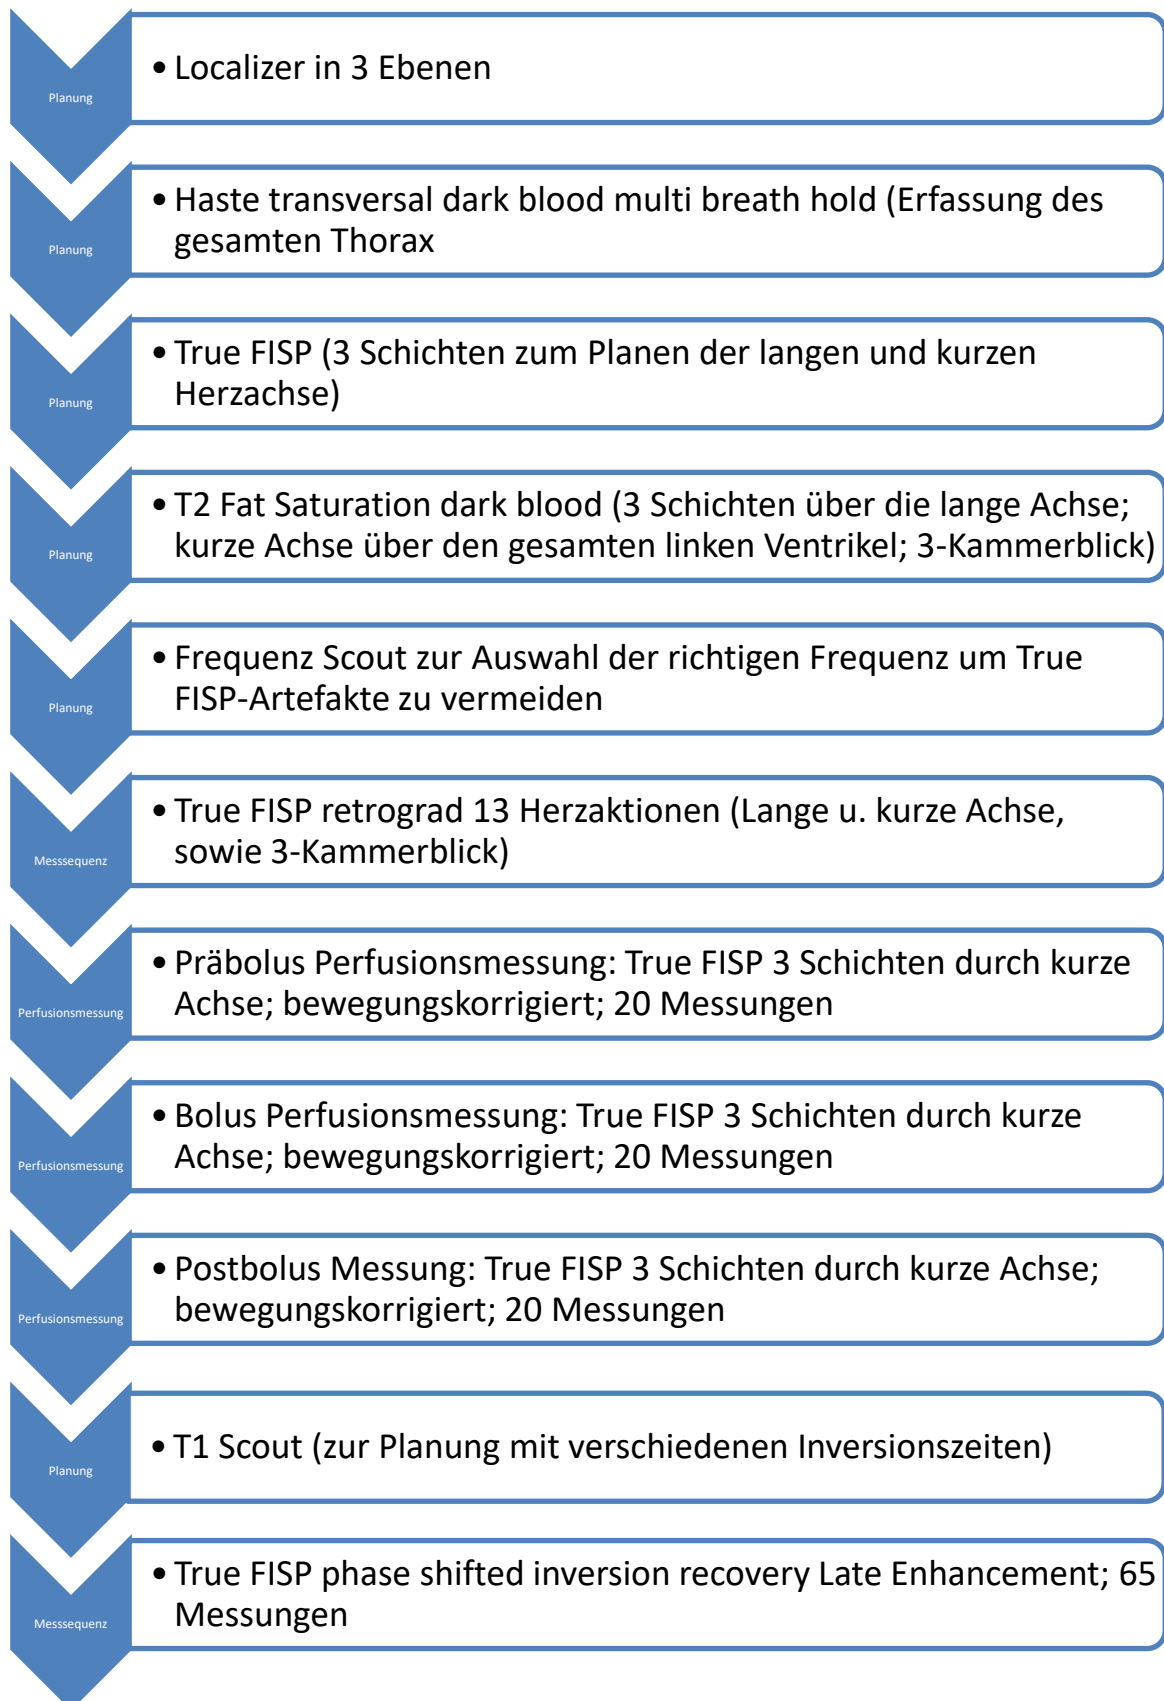 Planung
• Localizer in 3 Ebenen
Planung
• Haste transversal dark blood multi breath hold (Erfassung des
gesamten Thorax
Planung
• True FISP (3 Schichten zum Planen der langen und kurzen
Herzachse)
Planung
• T2 Fat Saturation dark blood (3 Schichten über die lange Achse;
kurze Achse über den gesamten linken Ventrikel; 3-Kammerblick)
Planung
• Frequenz Scout zur Auswahl der richtigen Frequenz um True
FISP-Artefakte zu vermeiden
Messsequenz
• True FISP retrograd 13 Herzaktionen (Lange u. kurze Achse,
sowie 3-Kammerblick)
Perfusionsmessung
• Präbolus Perfusionsmessung: True FISP 3 Schichten durch kurze
Achse; bewegungskorrigiert; 20 Messungen
Perfusionsmessung
• Bolus Perfusionsmessung: True FISP 3 Schichten durch kurze
Achse; bewegungskorrigiert; 20 Messungen
Perfusionsmessung
• Postbolus Messung: True FISP 3 Schichten durch kurze Achse;
bewegungskorrigiert; 20 Messungen
Planung
• T1 Scout (zur Planung mit verschiedenen Inversionszeiten)
Messsequenz
• True FISP phase shifted inversion recovery Late Enhancement; 65
Messungen